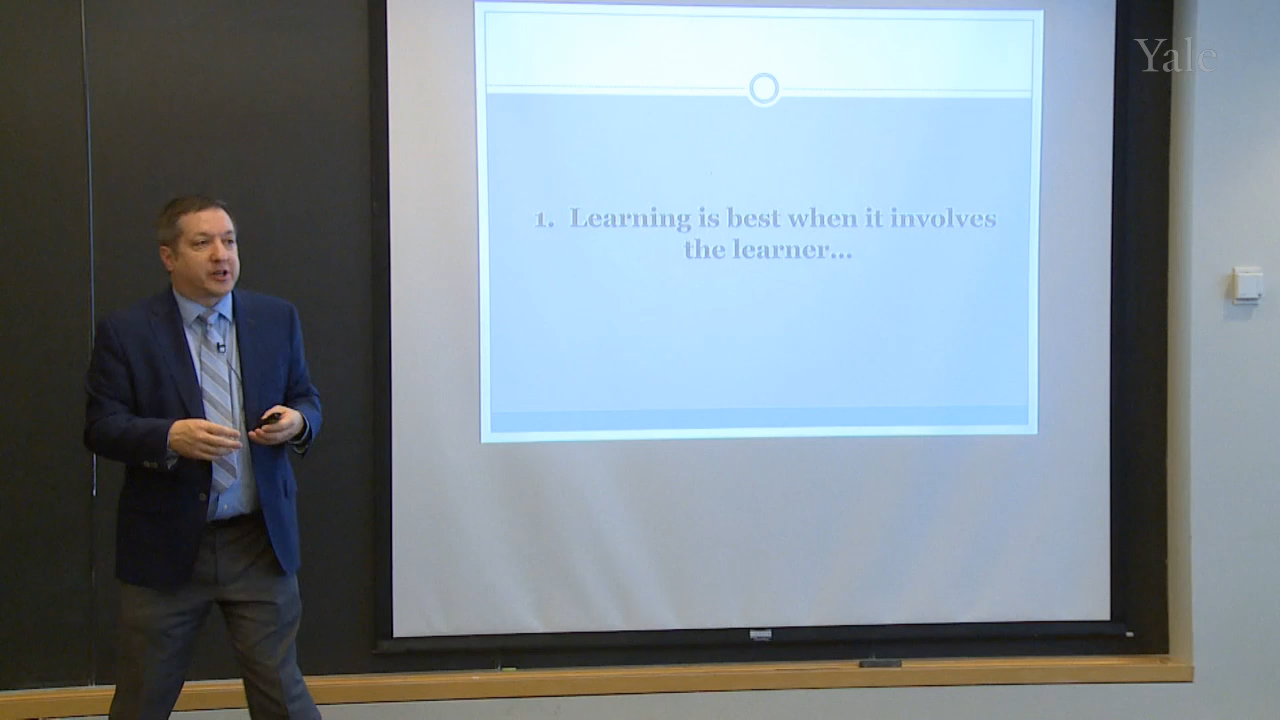 Yale
1. Learning is best when it involves
the learner...